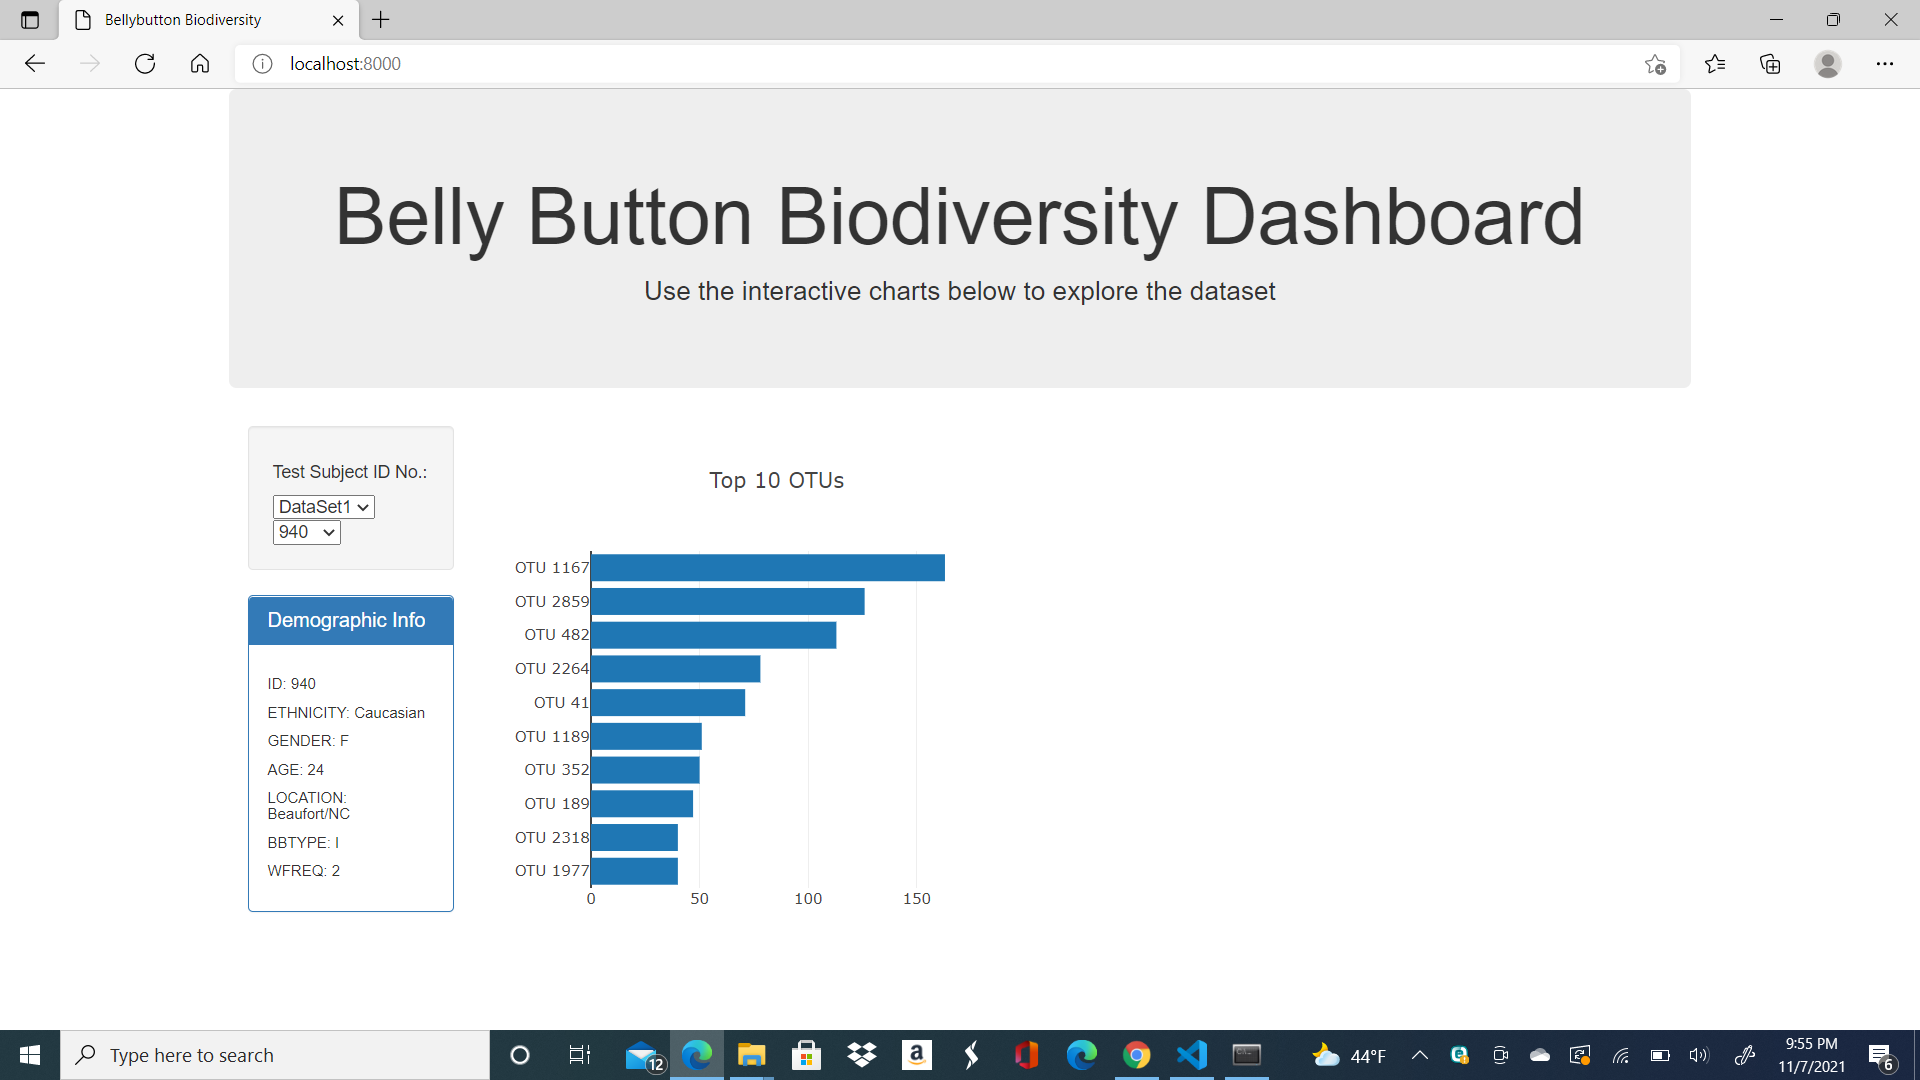 Bellybutton Biodiversity
localhost:8000
Belly Button Biodiversity Dashboard
Use the interactive charts below to explore the dataset
Test Subject ID No.:
DataSet1
940
Demographic Info
ID: 940
ETHNICITY: Caucasian
GENDER: F
AGE: 24
LOCATION:
Beaufort/NC
BBTYPE: I
WFREQ: 2
Top 10 OTUs
OTU 1167
OTU 2859
OTU 482
OTU 2264
OTU 41
OTU 1189
OTU 352
OTU 189
OTU 2318
OTU 1977
0 50 100 150
Type here to search
12
a
44°F
9:55 PM
11/7/2021
6